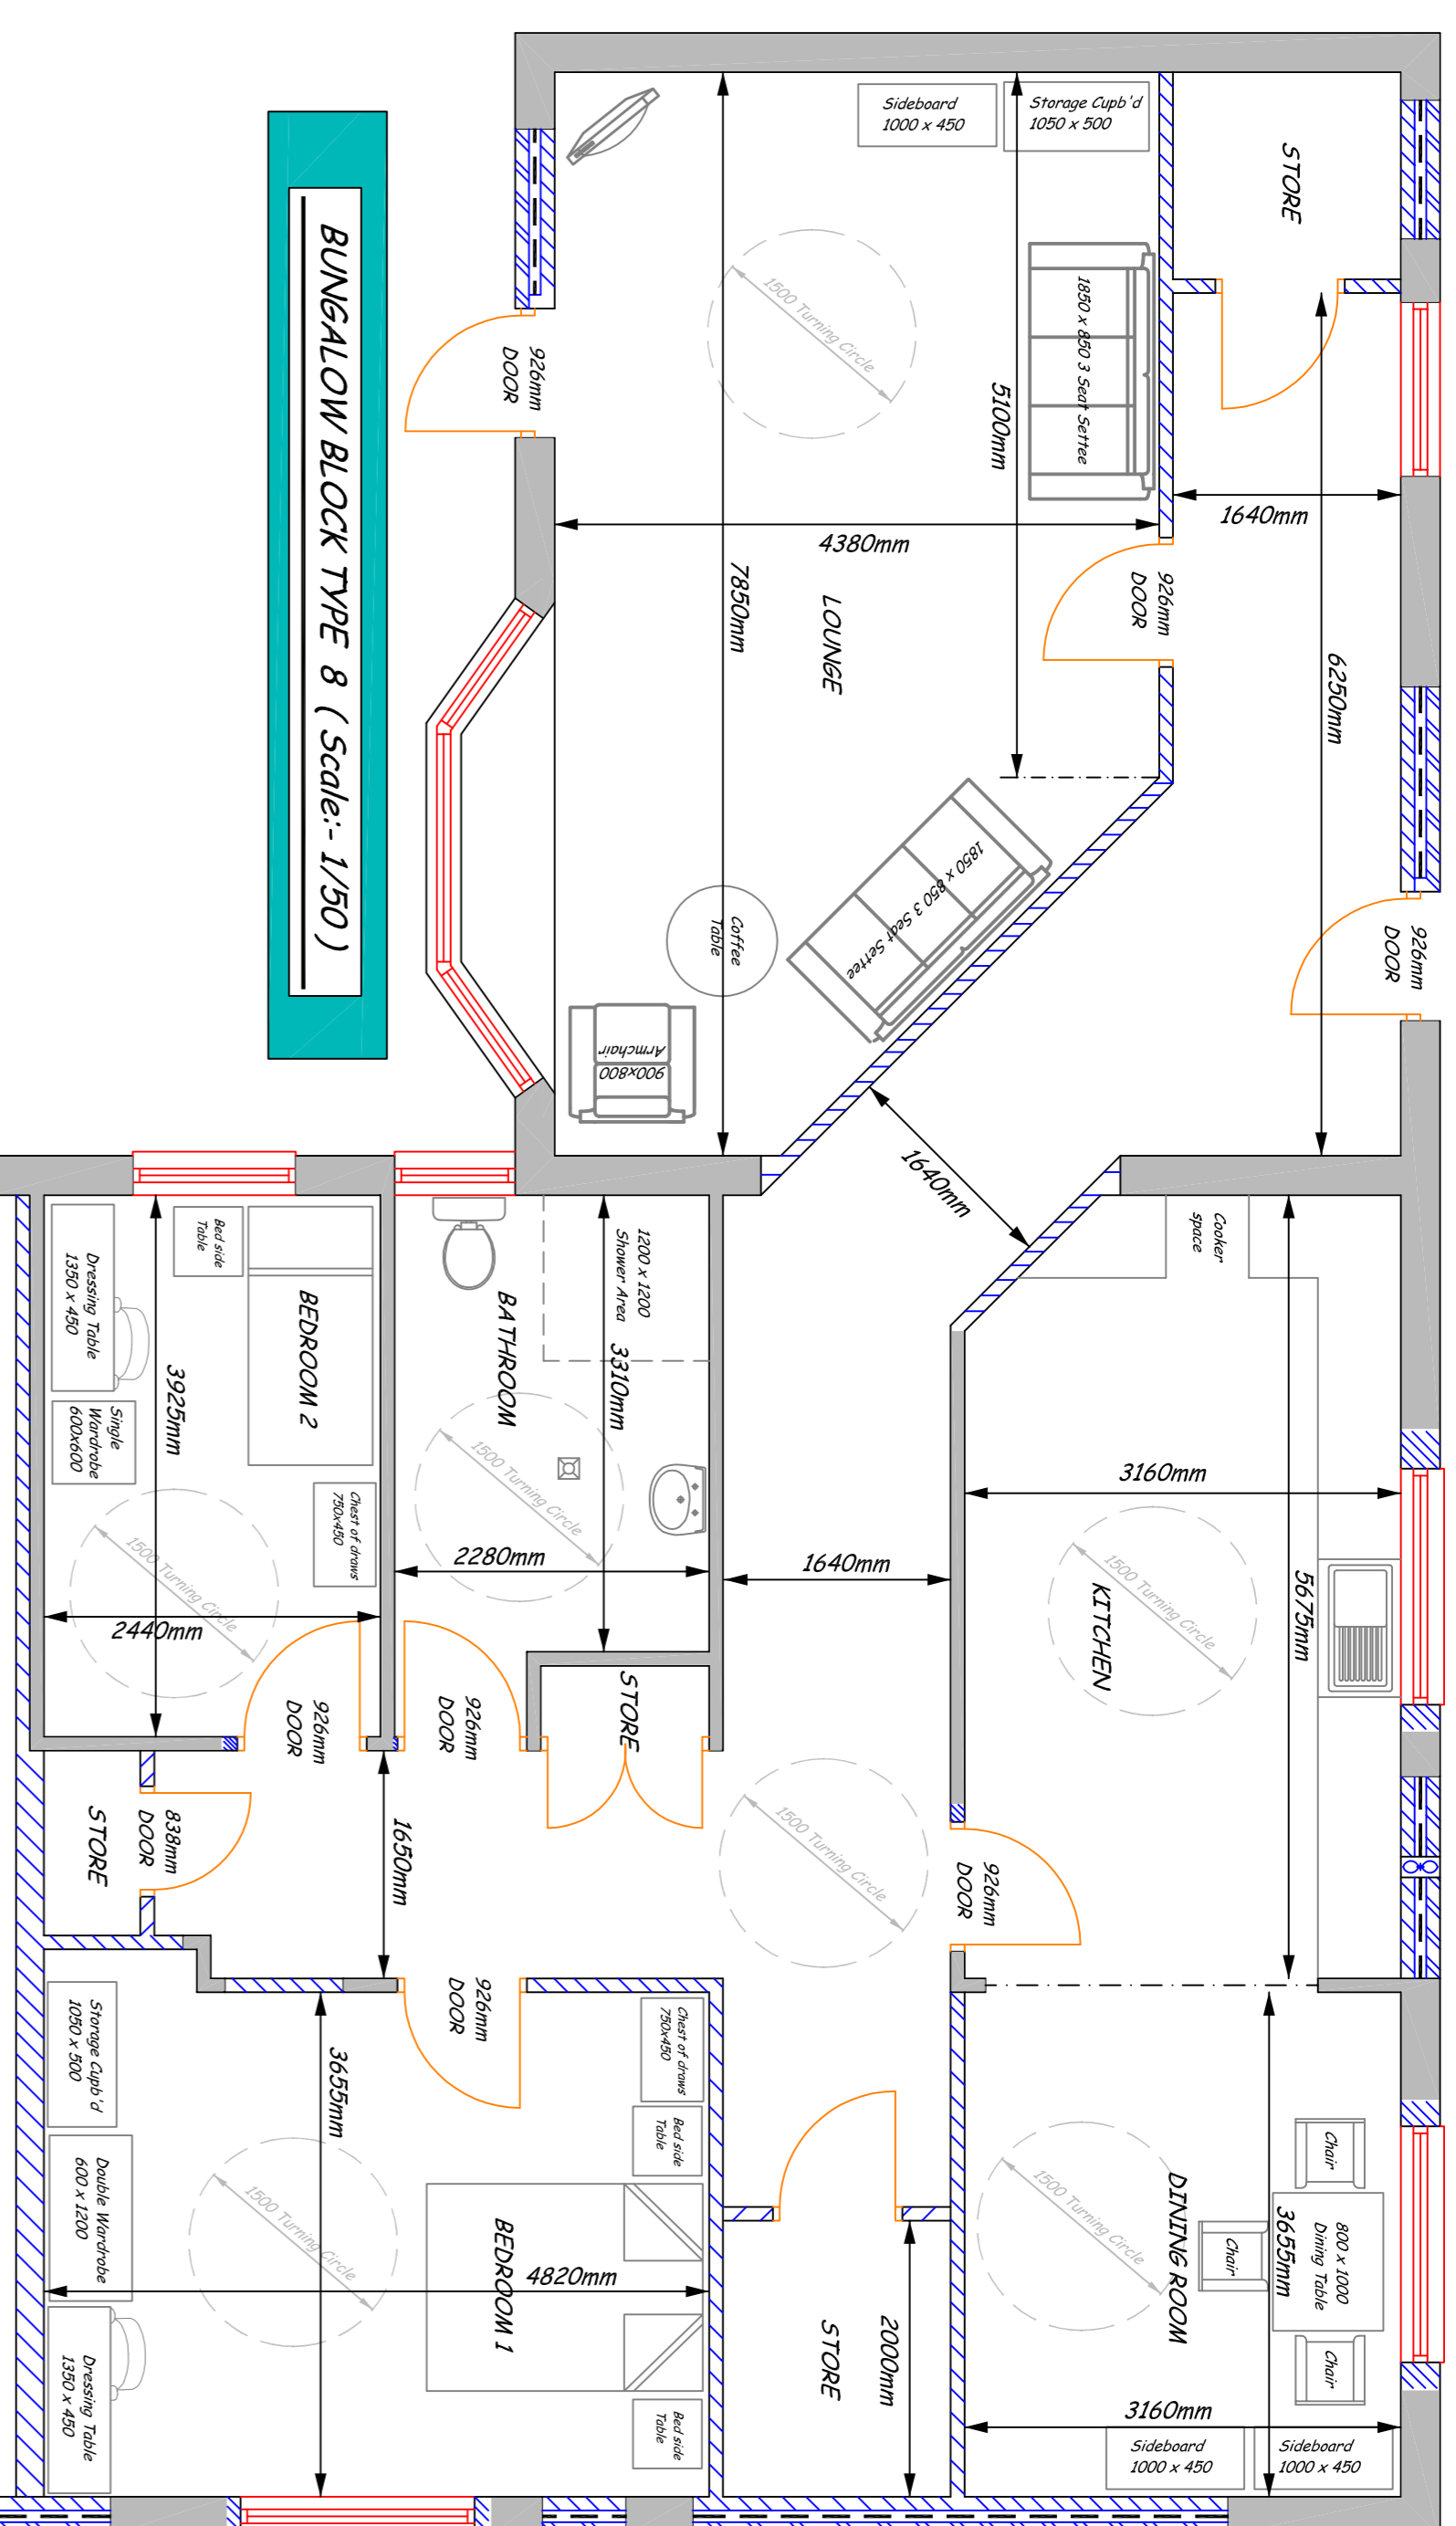 BUNGALOW BLOCK TYPE 8 ( Scale:- 1/50 )
Sideboard
1000 x 450
Storage Cupb'd
1050 x 500
STORE
1500 Turning Circle
1850 x 850 3 Seat Settee
5100mm
926mm
DOOR
4380mm
1640mm
7850mm
LOUNGE
926mm
DOOR
6250mm
1850 x 850 3 Seat Settee
Coffee
Table
926mm
DOOR
900x800
Armchair
1640mm
Cooker
space
1200 x 1200
Shower Area
3310mm
BATHROOM
1500 Turning Circle
2280mm
Bed side
Table
Dressing Table
1350 x 450
BEDROOM 2
3925mm
Single
Wardrobe
600x600
Chest of draws
750x450
1500 Turning Circle
2440mm
1640mm
3160mm
KITCHEN
1500 Turning Circle
5675mm
STORE
926mm
DOOR
926mm
DOOR
838mm
DOOR
STORE
1650mm
1500 Turning Circle
926mm
DOOR
926mm
DOOR
Storage Cupb'd
1050 x 500
3655mm
Chest of draws
750x450
Bed side
Table
Double Wardrobe
600 x 1200
1500 Turning Circle
BEDROOM 1
4820mm
Dressing Table
1350 x 450
Bed side
Table
STORE
2000mm
1500 Turning Circle
DINING ROOM
Chair
Chair
800 x 1000
Dining Table
3655mm
Chair
3160mm
Sideboard
1000 x 450
Sideboard
1000 x 450